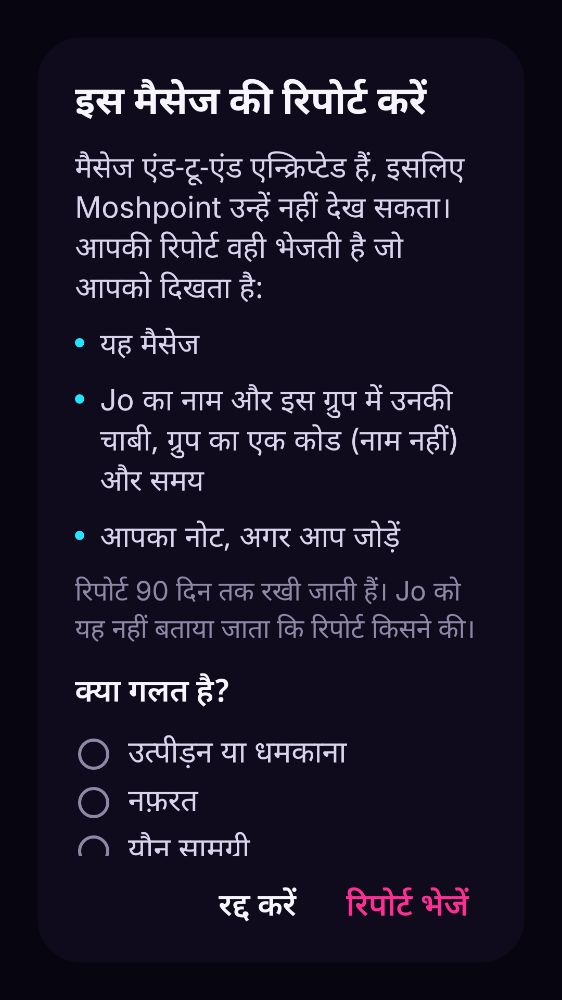 इस मैसेज की रिपोर्ट करें
मैसेज एंड-टू-एंड एन्क्रिप्टेड हैं, इसलिए
Moshpoint उन्हें नहीं देख सकता।
आपकी रिपोर्ट वही भेजती है जो
आपको दिखता है:
• यह मैसेज
• Jo का नाम और इस ग्रुप में उनकी
चाबी, ग्रुप का एक कोड (नाम नहीं)
और समय
• आपका नोट, अगर आप जोड़ें
रिपोर्ट 90 दिन तक रखी जाती हैं। Jo को
यह नहीं बताया जाता कि रिपोर्ट किसने की।
क्या गलत है?
उत्पीड़न या धमकाना
नफ़रत
यौन सामग्री
रद्द करें
रिपोर्ट भेजें